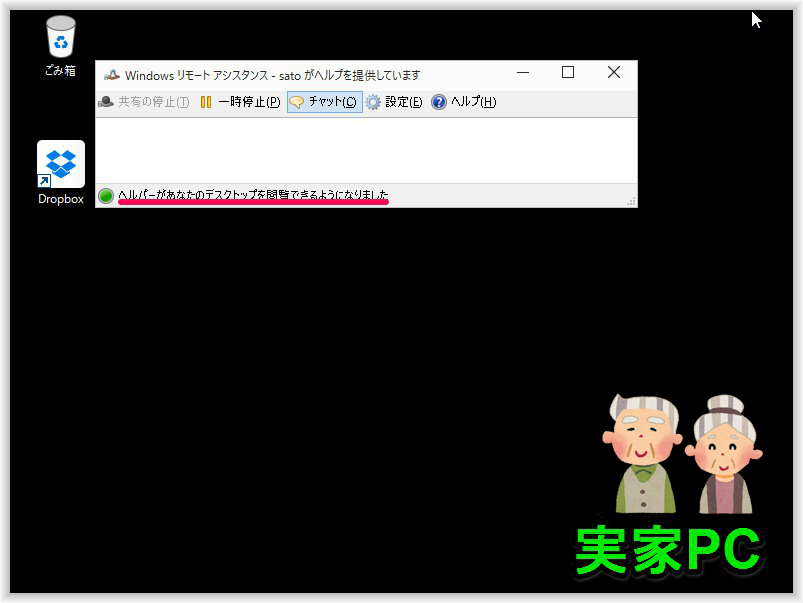 ごみ箱
Windows リモート アシスタンス - sato がヘルプを提供しています
共有の停止(T) 一時停止(P) チャット(C) 設定(E) ヘルプ(H)
Dropbox
ヘルパーがあなたのデスクトップを閲覧できるようになりました
実家PC